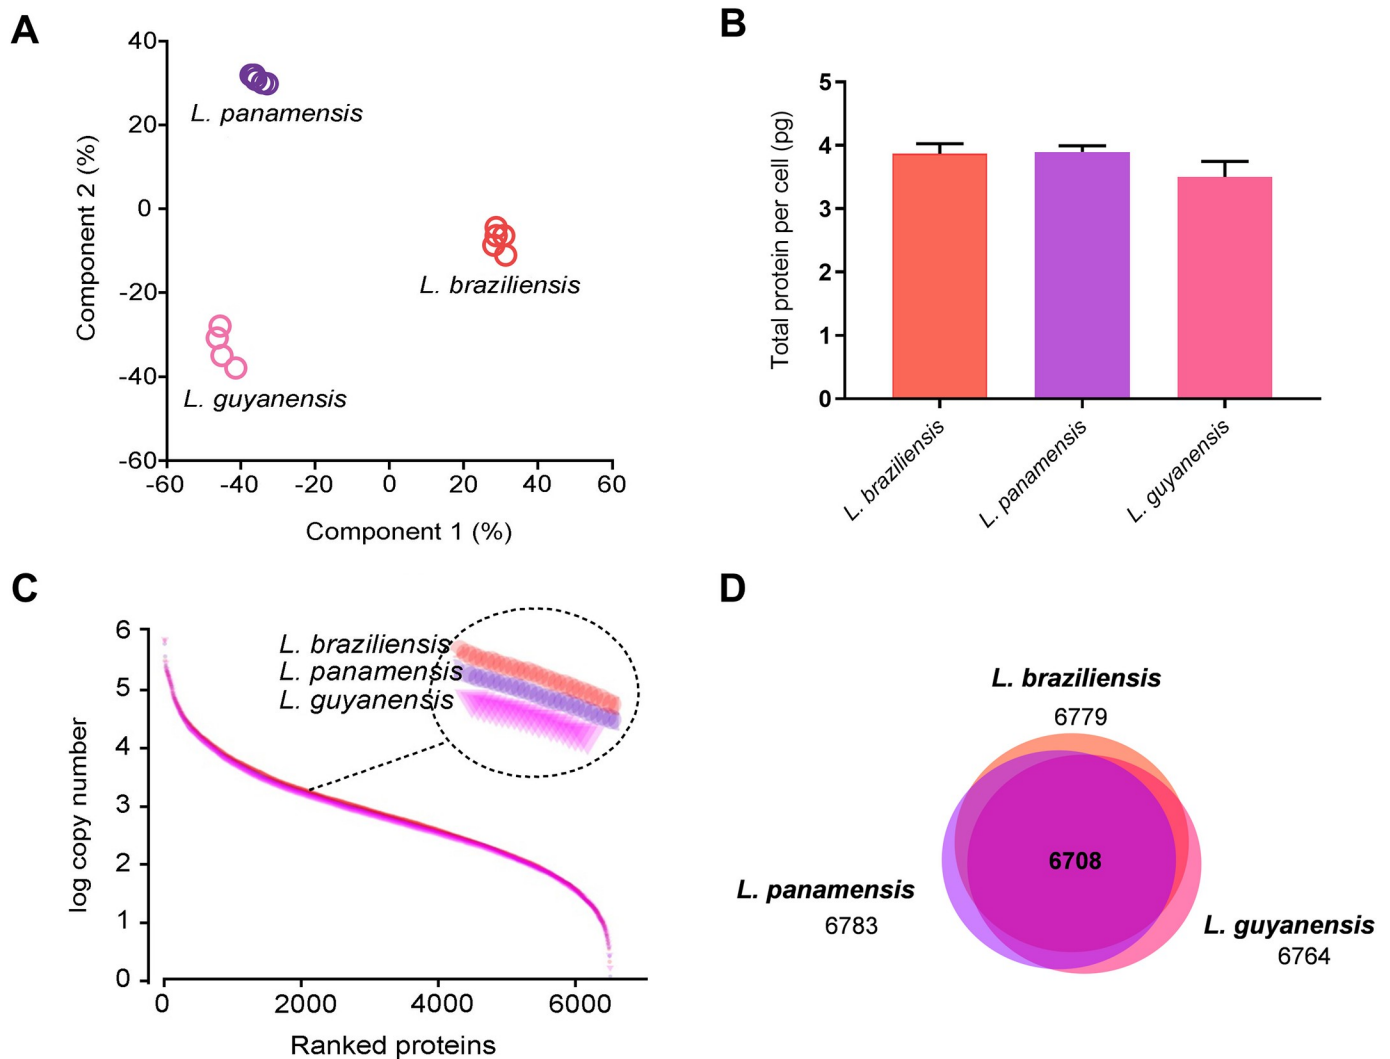 A
40
20
0
-20
-40
-60
Component 2 (%)
L. panamensis
L. braziliensis
L. guyanensis
-60 -40 -20 0 20 40 60
Component 1 (%)
B
5
4
3
2
1
0
Total protein per cell (pg)
L. braziliensis
L. panamensis
L. guyanensis
C
6
5
4
3
2
1
0
log copy number
L. braziliensis
L. panamensis
L. guyanensis
0 2000 4000 6000
Ranked proteins
D
L. braziliensis
6779
6708
L. panamensis
6783
L. guyanensis
6764